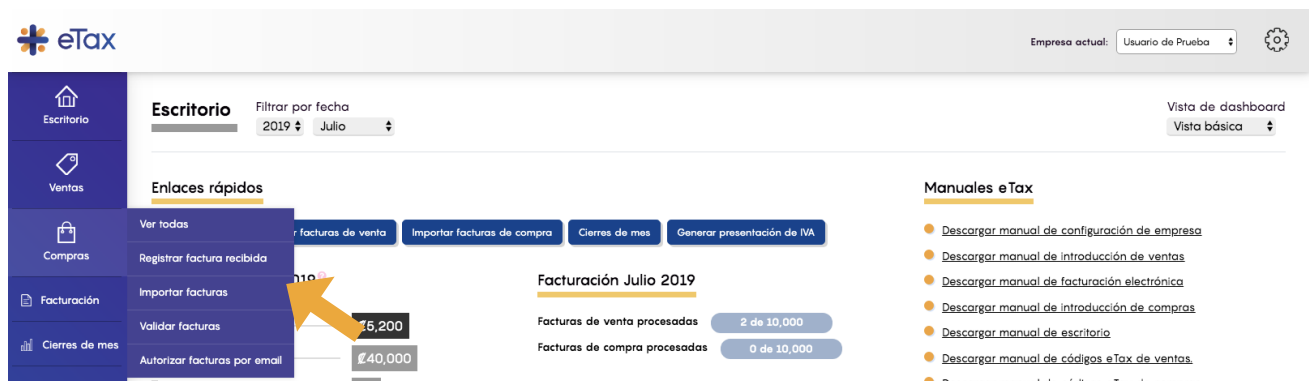 eTax
Empresa actual: Usuario de Prueba
Escritorio
Ventas
Compras
Facturación
Cierres de mes
Escritorio
Filtrar por fecha
2019 Julio
Vista de dashboard
Vista básica
Enlaces rápidos
Ver todas
Registrar factura recibida
Importar facturas
Validar facturas
Autorizar facturas por email
facturas de venta
Importar facturas de compra
Cierres de mes
Generar presentación de IVA
2019
₡5,200
₡40,000
Facturación Julio 2019
Facturas de venta procesadas 2 de 10,000
Facturas de compra procesadas 0 de 10,000
Manuales eTax
Descargar manual de configuración de empresa
Descargar manual de introducción de ventas
Descargar manual de facturación electrónica
Descargar manual de introducción de compras
Descargar manual de escritorio
Descargar manual de códigos eTax de ventas.